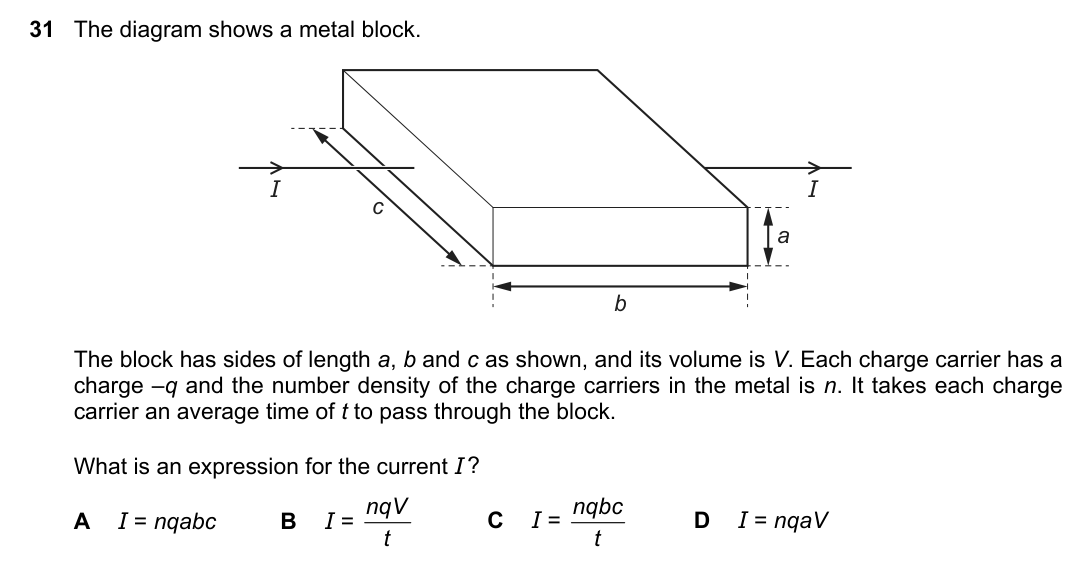 31 The diagram shows a metal block.
I
I
c
a
b
The block has sides of length a, b and c as shown, and its volume is V. Each charge carrier has a
charge –q and the number density of the charge carriers in the metal is n. It takes each charge
carrier an average time of t to pass through the block.
What is an expression for the current I?
A I = nqabc B I = nqV/t C I = nqbc/t D I = nqaV